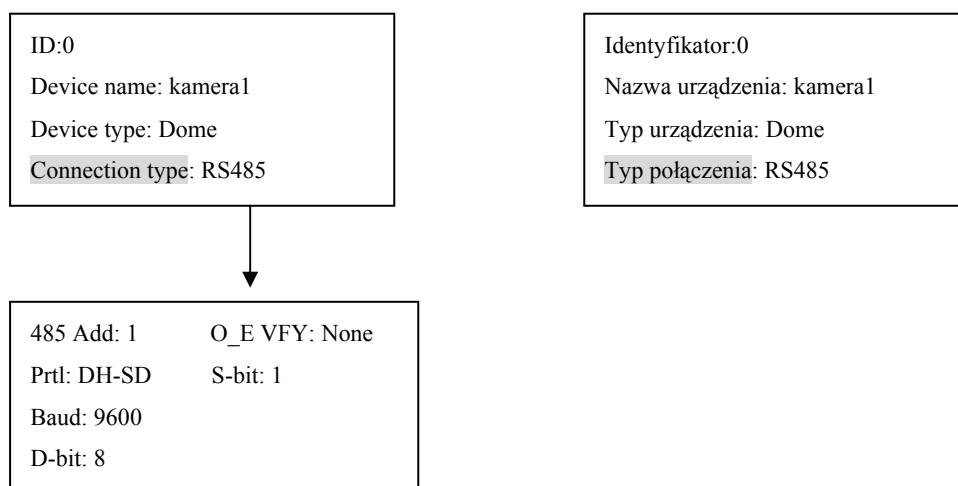 ID:0
Device name: kamera1
Device type: Dome
Connection type: RS485
Identyfikator:0
Nazwa urządzenia: kamera1
Typ urządzenia: Dome
Typ połączenia: RS485
485 Add: 1 O_E VFY: None
Prtl: DH-SD S-bit: 1
Baud: 9600
D-bit: 8